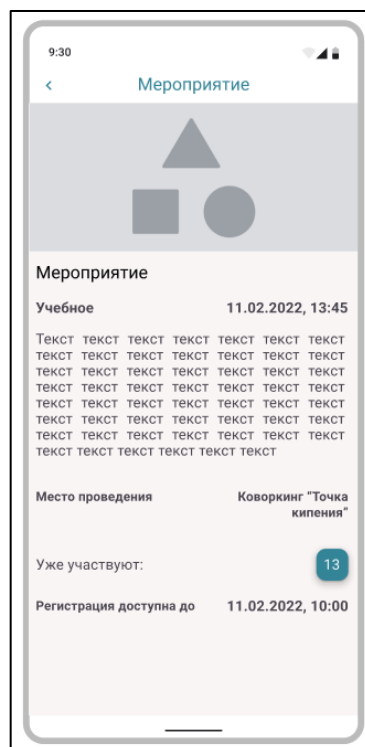 9:30
Мероприятие
Мероприятие
Учебное 11.02.2022, 13:45
Текст текст текст текст текст текст текст
текст текст текст текст текст текст текст
текст текст текст текст текст текст текст
текст текст текст текст текст текст текст
текст текст текст текст текст текст текст
текст текст текст текст текст текст текст
текст текст текст текст текст текст текст
текст текст текст текст текст текст
Место проведения Коворкинг "Точка
кипения"
Уже участвуют: 13
Регистрация доступна до 11.02.2022, 10:00